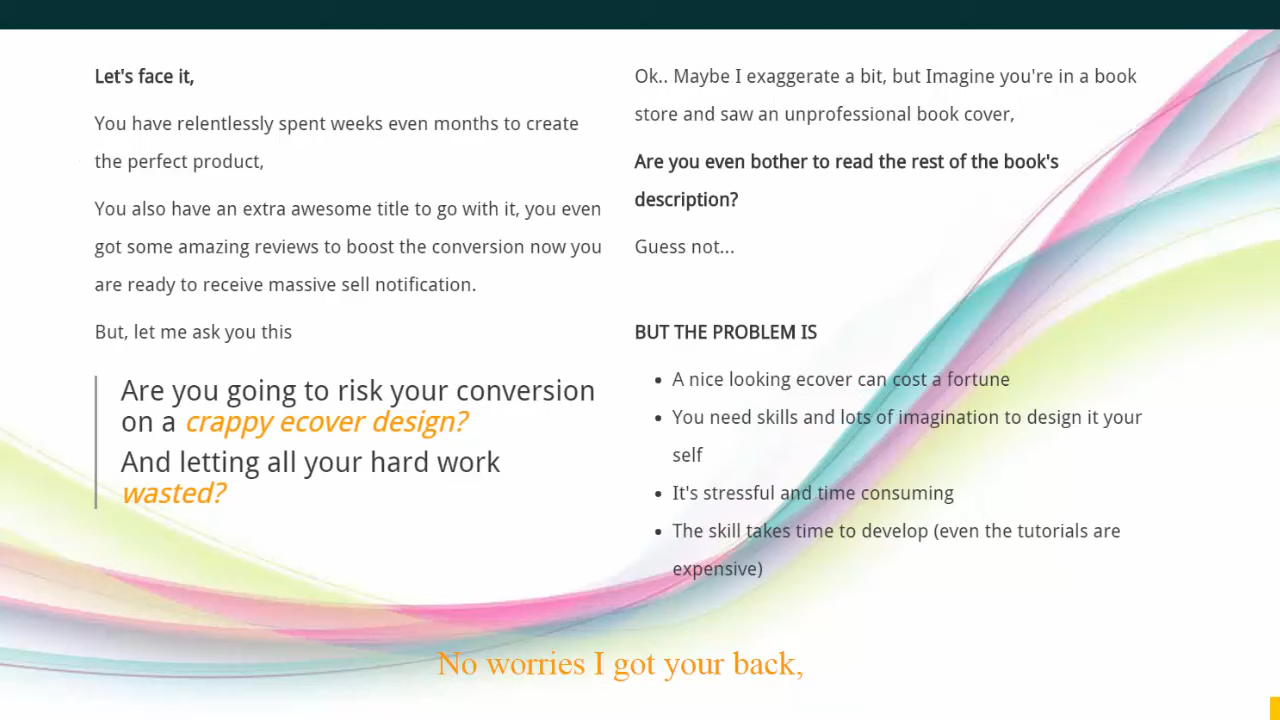 Let's face it,
You have relentlessly spent weeks even months to create
the perfect product,
You also have an extra awesome title to go with it, you even
got some amazing reviews to boost the conversion now you
are ready to receive massive sell notification.
But, let me ask you this
Are you going to risk your conversion
on a crappy ecover design?
And letting all your hard work
wasted?
Ok.. Maybe I exaggerate a bit, but Imagine you're in a book
store and saw an unprofessional book cover,
Are you even bother to read the rest of the book's
description?
Guess not...
BUT THE PROBLEM IS
• A nice looking ecover can cost a fortune
• You need skills and lots of imagination to design it your
self
• It's stressful and time consuming
• The skill takes time to develop (even the tutorials are
expensive)
No worries I got your back,